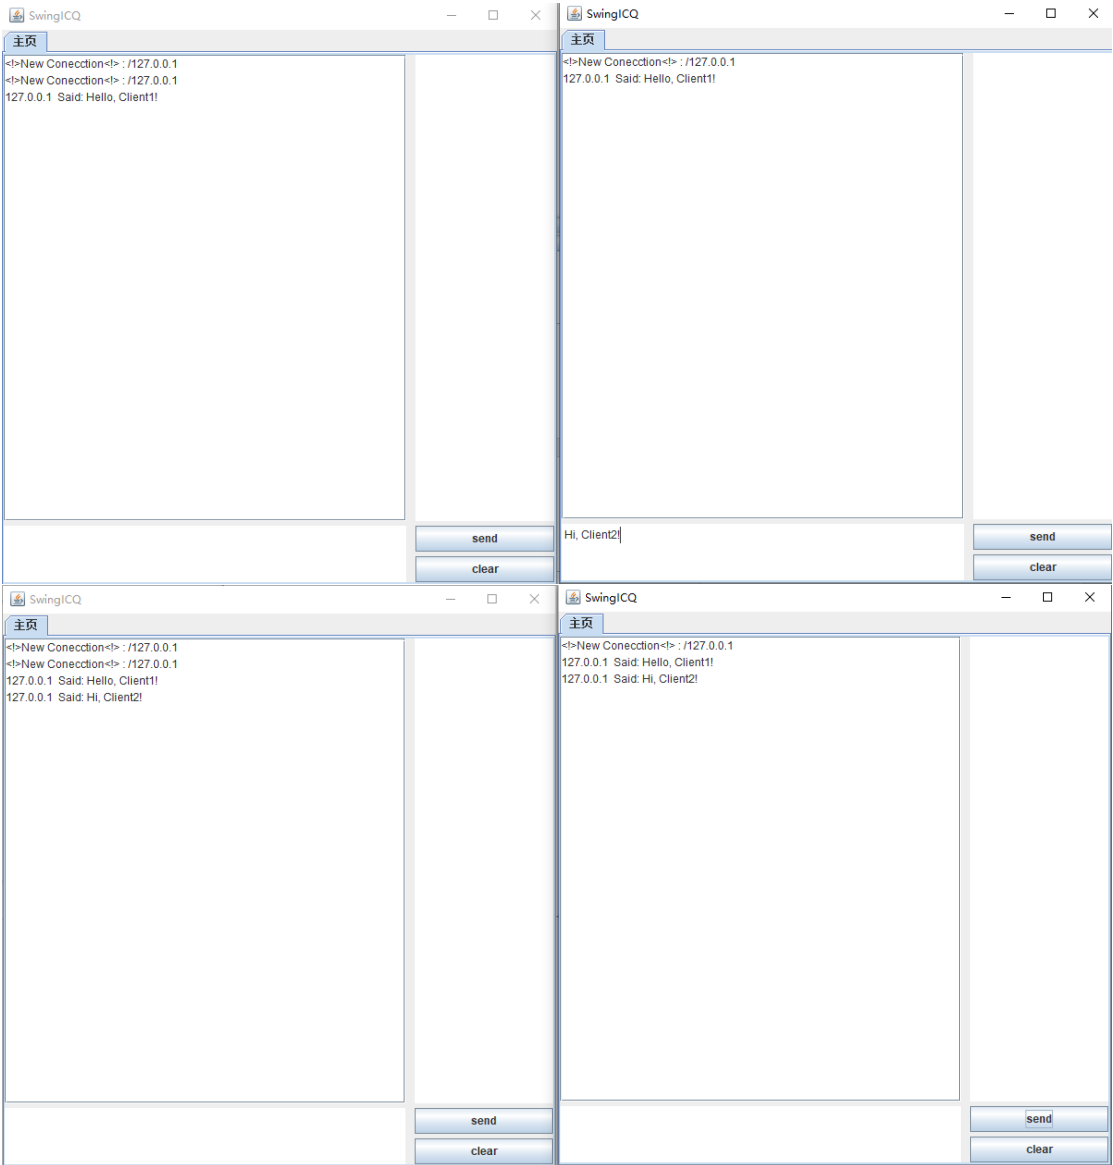 SwingICQ
主页
<!>New Conecction<!> : /127.0.0.1
<!>New Conecction<!> : /127.0.0.1
127.0.0.1  Said: Hello, Client1!
send
clear
SwingICQ
主页
<!>New Conecction<!> : /127.0.0.1
127.0.0.1  Said: Hello, Client1!
Hi, Client2!
send
clear
SwingICQ
主页
<!>New Conecction<!> : /127.0.0.1
<!>New Conecction<!> : /127.0.0.1
127.0.0.1  Said: Hello, Client1!
127.0.0.1  Said: Hi, Client2!
send
clear
SwingICQ
主页
<!>New Conecction<!> : /127.0.0.1
127.0.0.1  Said: Hello, Client1!
127.0.0.1  Said: Hi, Client2!
send
clear